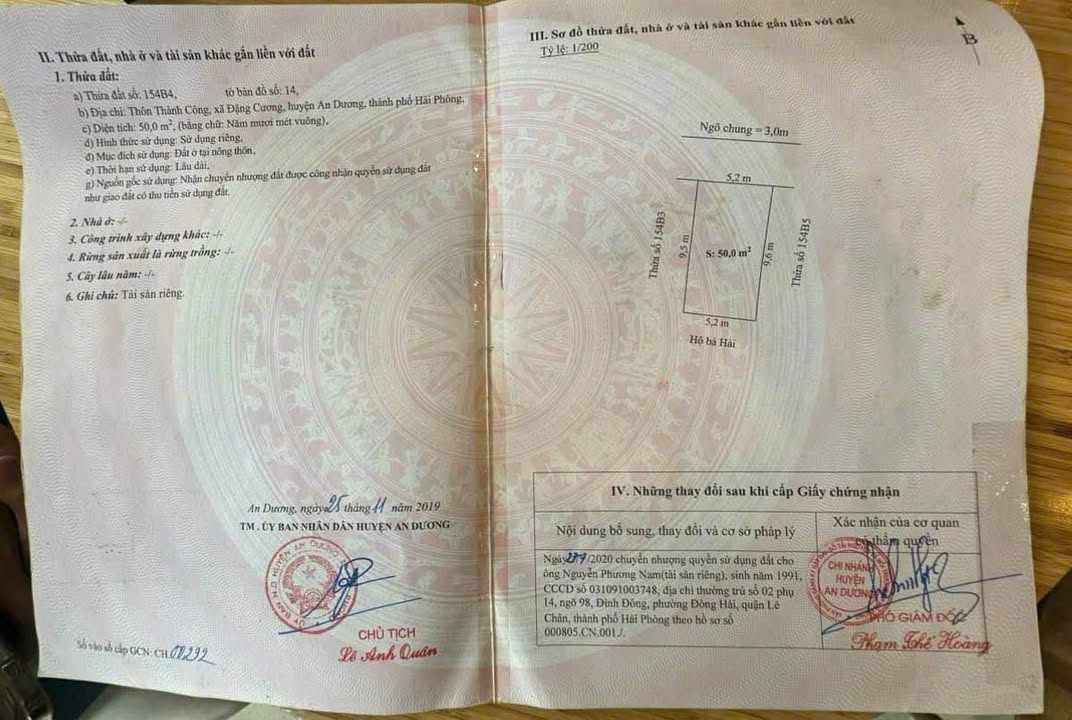 II. Thửa đất, nhà ở và tài sản khác gắn liền với đất
1. Thửa đất:
a) Thửa đất số: 154B4, tờ bản đồ số: 14,
b) Địa chỉ: Thôn Thành Công, xã Đặng Cương, huyện An Dương, thành phố Hải Phòng,
c) Diện tích: 50,0 m², (bằng chữ: Năm mươi mét vuông),
d) Hình thức sử dụng: Sử dụng riêng,
đ) Mục đích sử dụng: Đất ở tại nông thôn,
e) Thời hạn sử dụng: Lâu dài,
g) Nguồn gốc sử dụng: Nhận chuyển nhượng đất được công nhận quyền sử dụng đất
như giao đất có thu tiền sử dụng đất.
2. Nhà ở: -/-
3. Công trình xây dựng khác: -/-
4. Rừng sản xuất là rừng trồng: -/-
5. Cây lâu năm: -/-
6. Ghi chú: Tài sản riêng.
An Dương, ngày 25 tháng 11 năm 2019
TM. ỦY BAN NHÂN DÂN HUYỆN AN DƯƠNG
CHỦ TỊCH
Lê Anh Quân
Số vào sổ cấp GCN: CH.00292
III. Sơ đồ thửa đất, nhà ở và tài sản khác gắn liền với đất
Tỷ lệ: 1/200
B
Ngõ chung = 3,0m
5,2 m
Thửa số 154B3
9,5 m
S: 50,0 m²
9,6 m
Thửa số 154B5
5,2 m
Hộ bà Hải
IV. Những thay đổi sau khi cấp Giấy chứng nhận
Nội dung bổ sung, thay đổi và cơ sở pháp lý
Xác nhận của cơ quan
có thẩm quyền
Ngày /2020 chuyển nhượng quyền sử dụng đất cho
ông Nguyễn Phương Nam(tài sản riêng), sinh năm 1991,
CCCD số 031091003748, địa chỉ thường trú số 02 phụ
14, ngõ 98, Đình Đông, phường Đông Hải, quận Lê
Chân, thành phố Hải Phòng theo hồ sơ số
000805.CN.001./.
CHI NHÁNH
HUYỆN
AN DƯƠNG
PHÓ GIÁM ĐỐC
Phạm Thế Hoàng